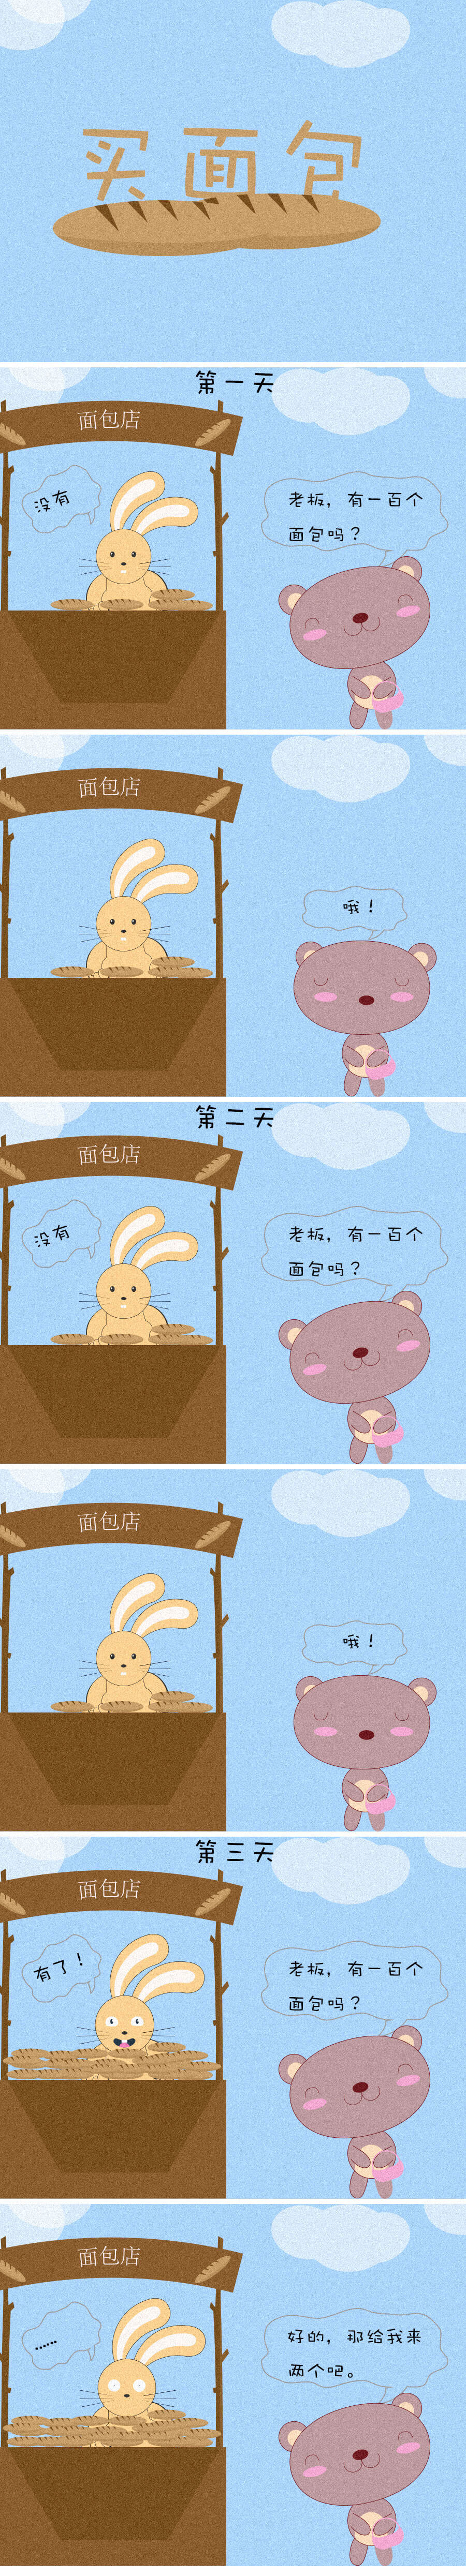 买面包
第一天
面包店
没有
老板，有一百个
面包吗？
面包店
哦！
第二天
面包店
没有
老板，有一百个
面包吗？
面包店
哦！
第三天
面包店
有了！
老板，有一百个
面包吗？
面包店
……
好的，那给我来
两个吧。